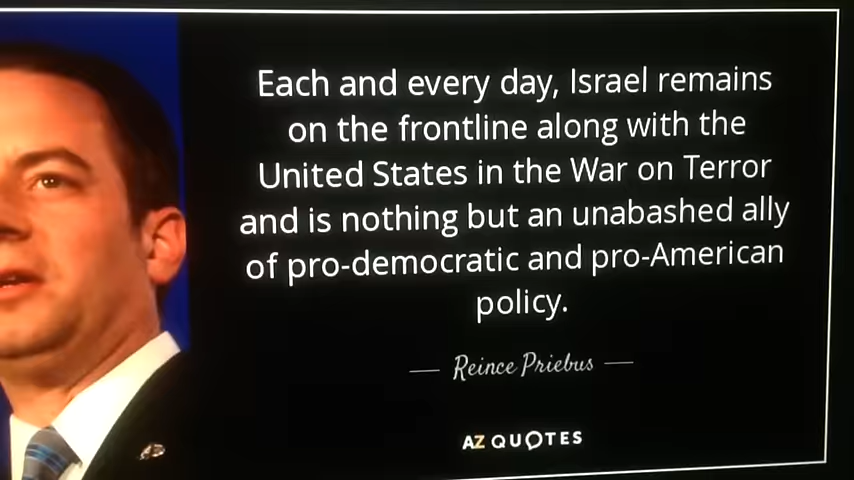 Each and every day, Israel remains
on the frontline along with the
United States in the War on Terror
and is nothing but an unabashed ally
of pro-democratic and pro-American
policy.
— Reince Priebus —
AZ QUOTES